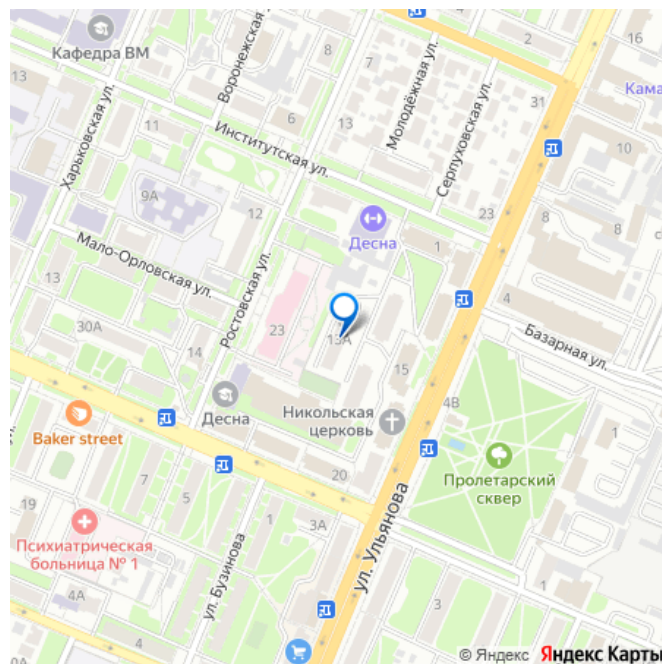 16
Кафедра ВМ
Воронежская ул.
8
7
13
Харьковская ул.
Молодёжная ул.
Серпуховская ул.
31
Кама
11
6
13
10
Институтская ул.
9А
12
23
8
8
Десна
1
Мало-Орловская ул.
Ростовская ул.
13
4
30А
23
13А
Базарная ул.
14
15
Десна
Никольская
церковь
4В
1
Baker street
Пролетарский
сквер
20
7
5
19
1
3А
ул. Ульянова
Психиатрическая
больница № 1
ул. Бузинова
4А
3
1
4
© Яндекс Яндекс Карты